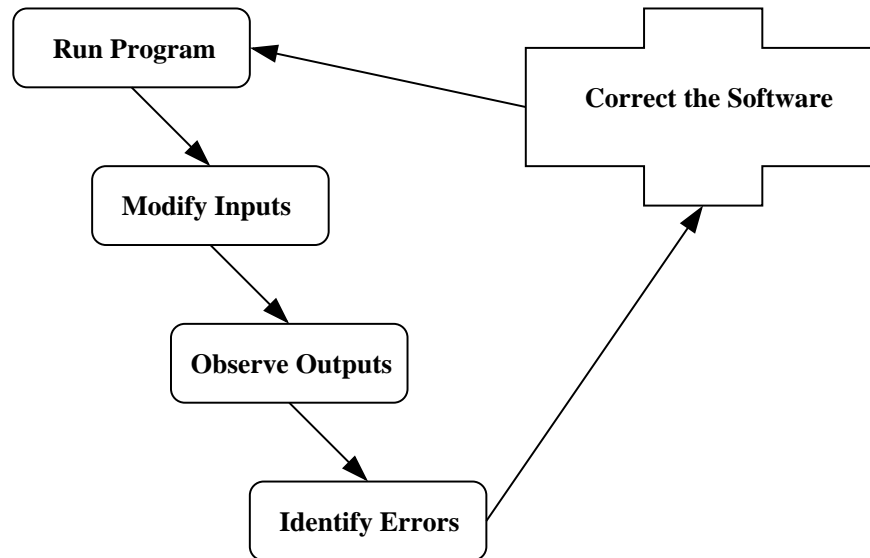 Run Program
Correct the Software
Modify Inputs
Observe Outputs
Identify Errors